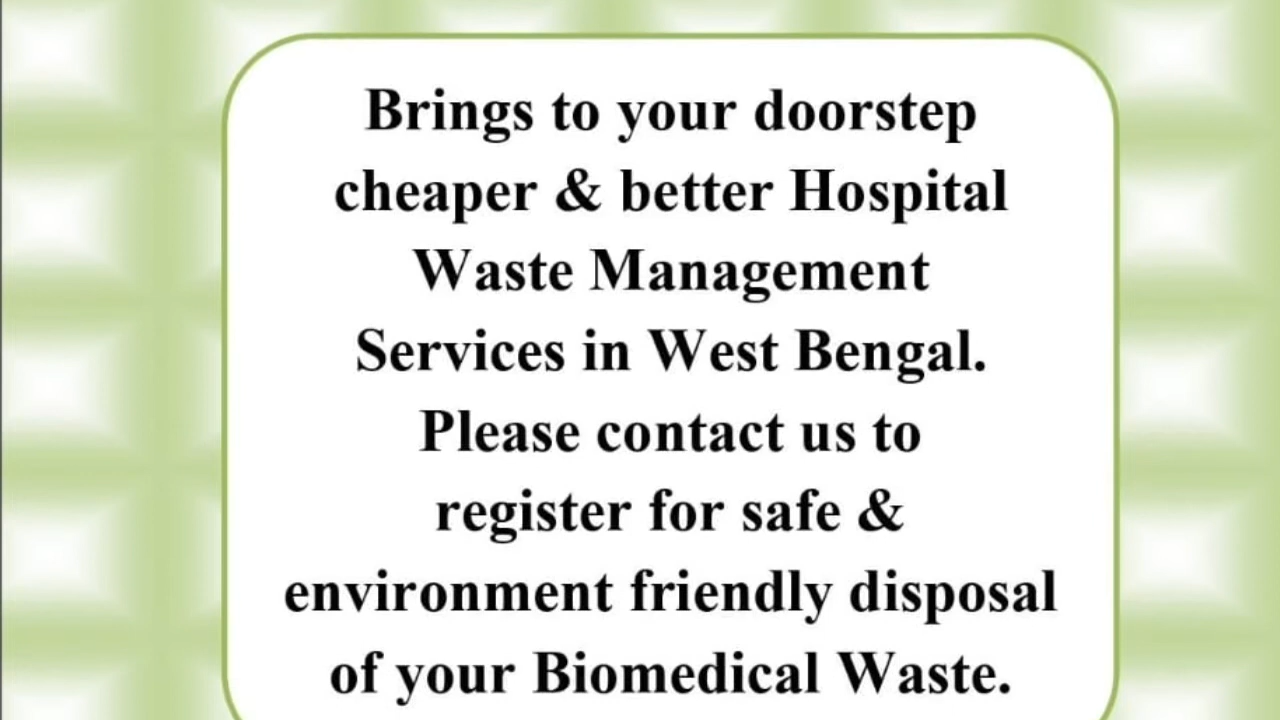 Brings to your doorstep
cheaper & better Hospital
Waste Management
Services in West Bengal.
Please contact us to
register for safe &
environment friendly disposal
of your Biomedical Waste.